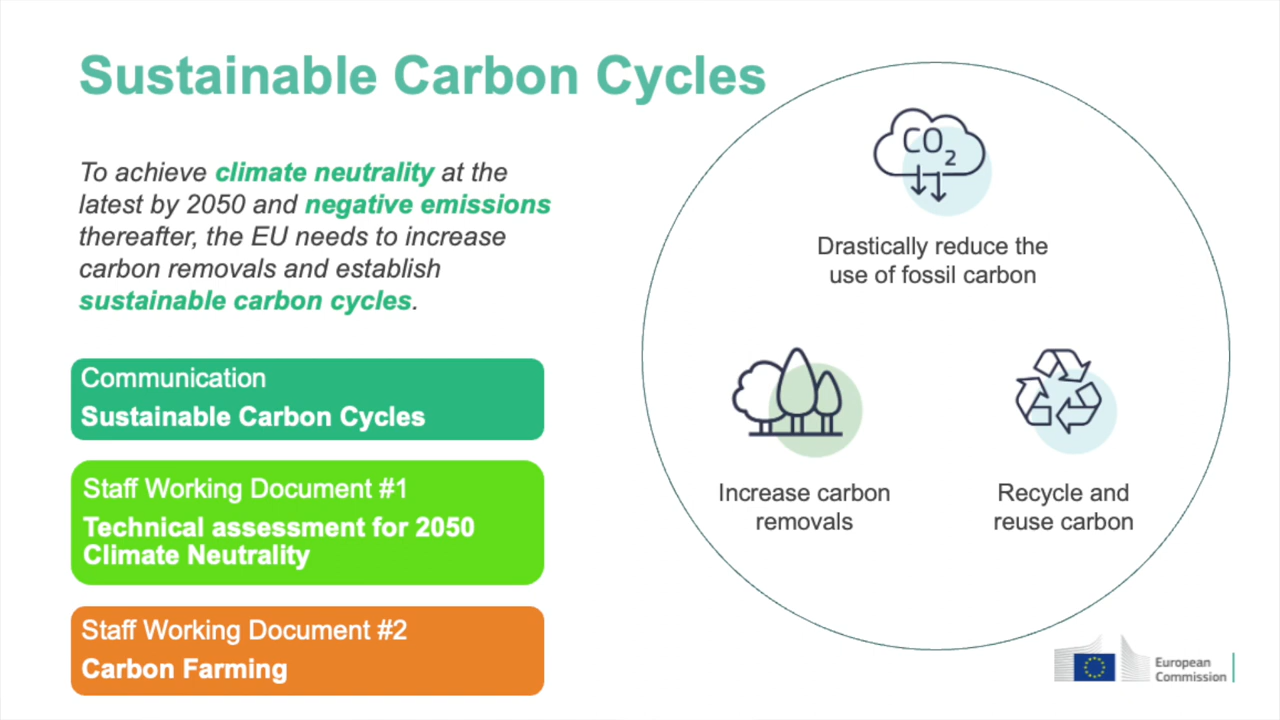 Sustainable Carbon Cycles
To achieve climate neutrality at the
latest by 2050 and negative emissions
thereafter, the EU needs to increase
carbon removals and establish
sustainable carbon cycles.
Communication
Sustainable Carbon Cycles
Staff Working Document #1
Technical assessment for 2050
Climate Neutrality
Staff Working Document #2
Carbon Farming
CO2
Drastically reduce the
use of fossil carbon
Increase carbon
removals
Recycle and
reuse carbon
European
Commission